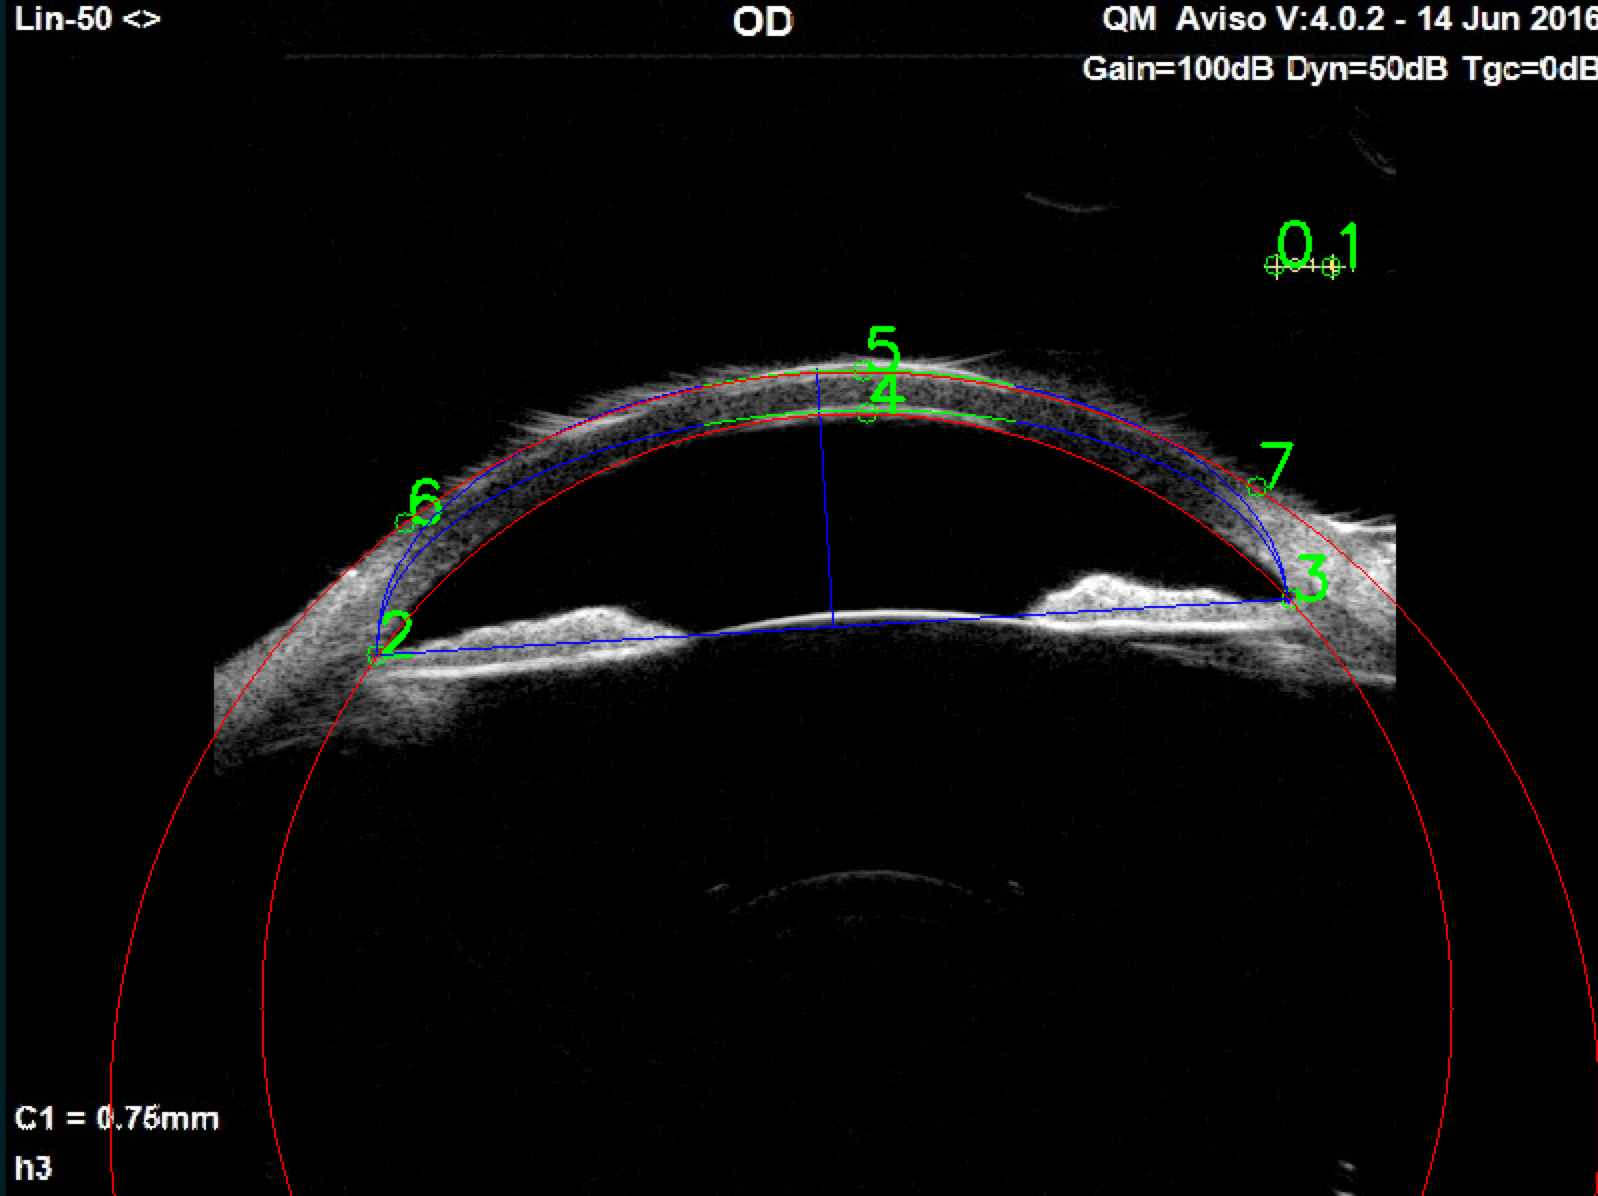 Lin-50 <>
OD
QM Aviso V:4.0.2 - 14 Jun 2016
Gain=100dB Dyn=50dB Tgc=0dB
0 1
5
4
7
6
3
2
C1 = 0.75mm
h3